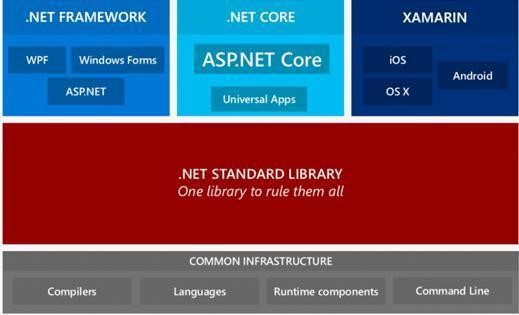 .NET FRAMEWORK
WPF
Windows Forms
ASP.NET
.NET CORE
ASP.NET Core
Universal Apps
XAMARIN
iOS
Android
OS X
.NET STANDARD LIBRARY
One library to rule them all
COMMON INFRASTRUCTURE
Compilers
Languages
Runtime components
Command Line